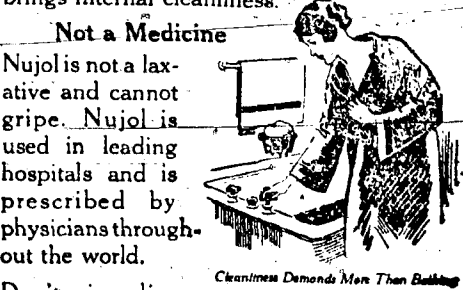 brings internal cleanliness.
Not a Medicine
Nujol is not a lax-
ative and cannot
gripe. Nujol is
used in leading
hospitals and is
prescribed by
physicians through-
out the world.
Cleanliness Demands More Than Bathing